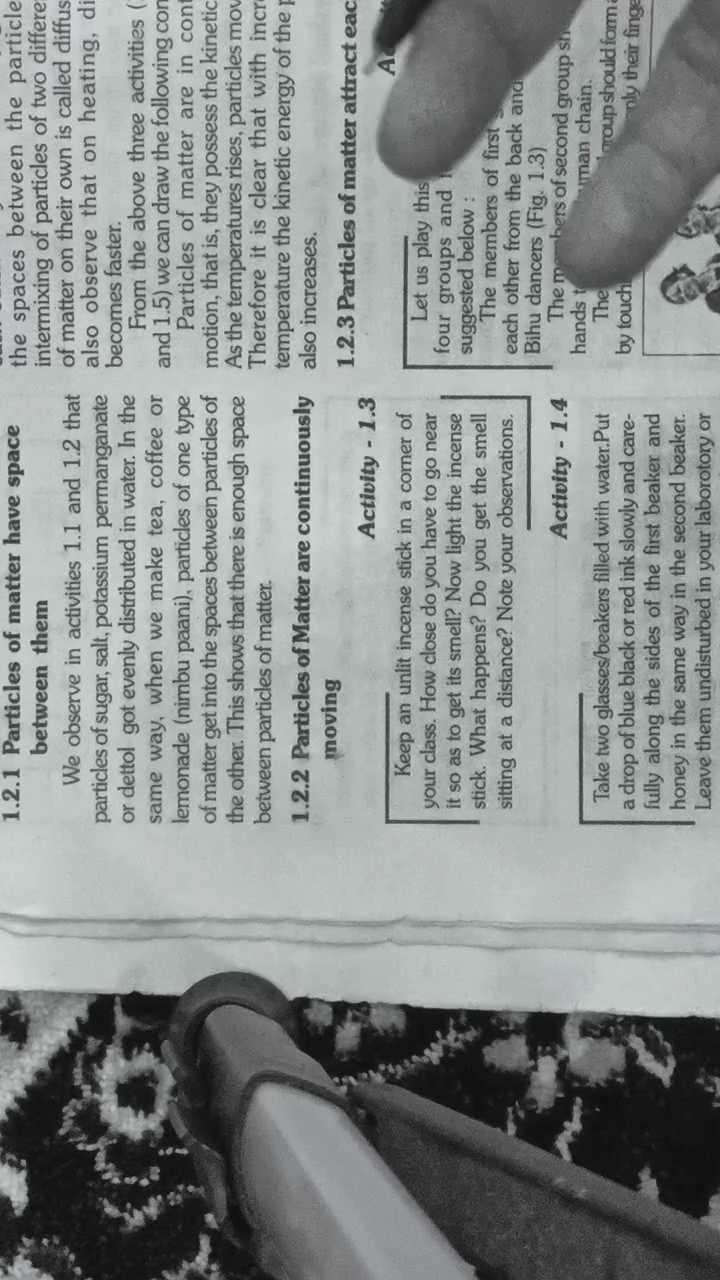 1.2.1 Particles of matter have space
between them
We observe in activities 1.1 and 1.2 that
particles of sugar, salt, potassium permanganate
or dettol got evenly distributed in water. In the
same way, when we make tea, coffee or
lemonade (nimbu paani), particles of one type
of matter get into the spaces between particles of
the other. This shows that there is enough space
between particles of matter.
1.2.2 Particles of Matter are continuously
moving
Activity - 1.3
Keep an unlit incense stick in a corner of
your class. How close do you have to go near
it so as to get its smell? Now light the incense
stick. What happens? Do you get the smell
sitting at a distance? Note your observations.
Activity - 1.4
Take two glasses/beakers filled with water.Put
a drop of blue black or red ink slowly and care-
fully along the sides of the first beaker and
honey in the same way in the second beaker.
Leave them undisturbed in your laborotory or
the spaces between the particle
intermixing of particles of two differe
of matter on their own is called diffus
also observe that on heating, di
becomes faster.
From the above three activities (
and 1.5) we can draw the following con
Particles of matter are in cont
motion, that is, they possess the kinetic
As the temperatures rises, particles mov
Therefore it is clear that with incr
temperature the kinetic energy of the p
also increases.
1.2.3 Particles of matter attract eac
Let us play this
four groups and
suggested below :
The members of first
each other from the back and
Bihu dancers (Fig. 1.3)
The of second group sh
hands chain.
The group should form a
by touch only their finge